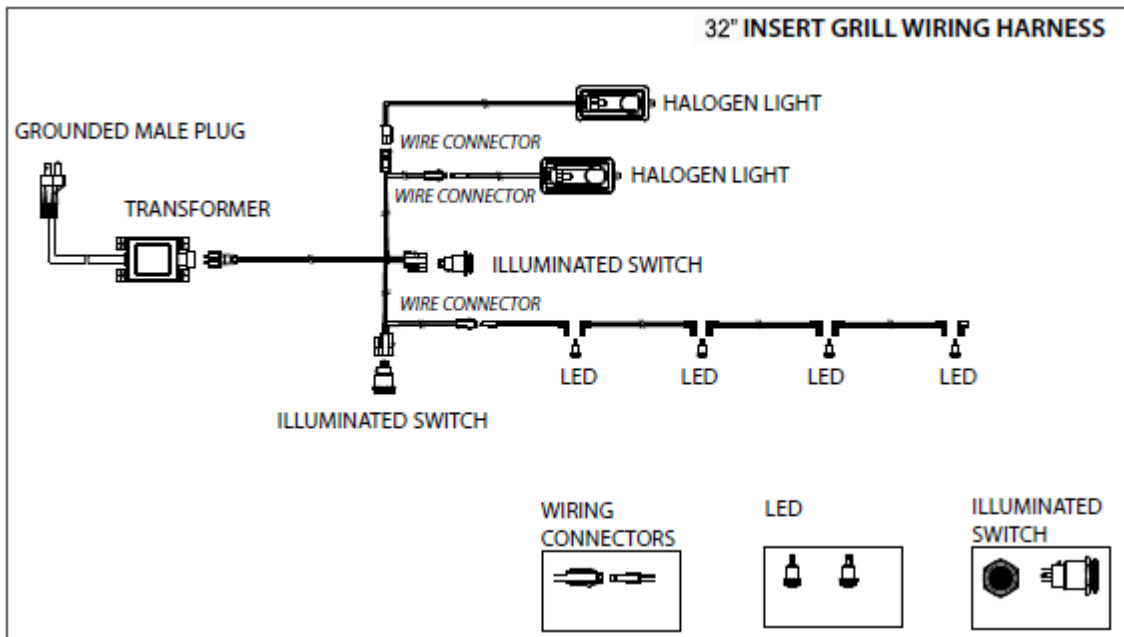 32" INSERT GRILL WIRING HARNESS
HALOGEN LIGHT
GROUNDED MALE PLUG
WIRE CONNECTOR
HALOGEN LIGHT
WIRE CONNECTOR
TRANSFORMER
ILLUMINATED SWITCH
WIRE CONNECTOR
LED
LED
LED
LED
ILLUMINATED SWITCH
WIRING
CONNECTORS
LED
ILLUMINATED
SWITCH